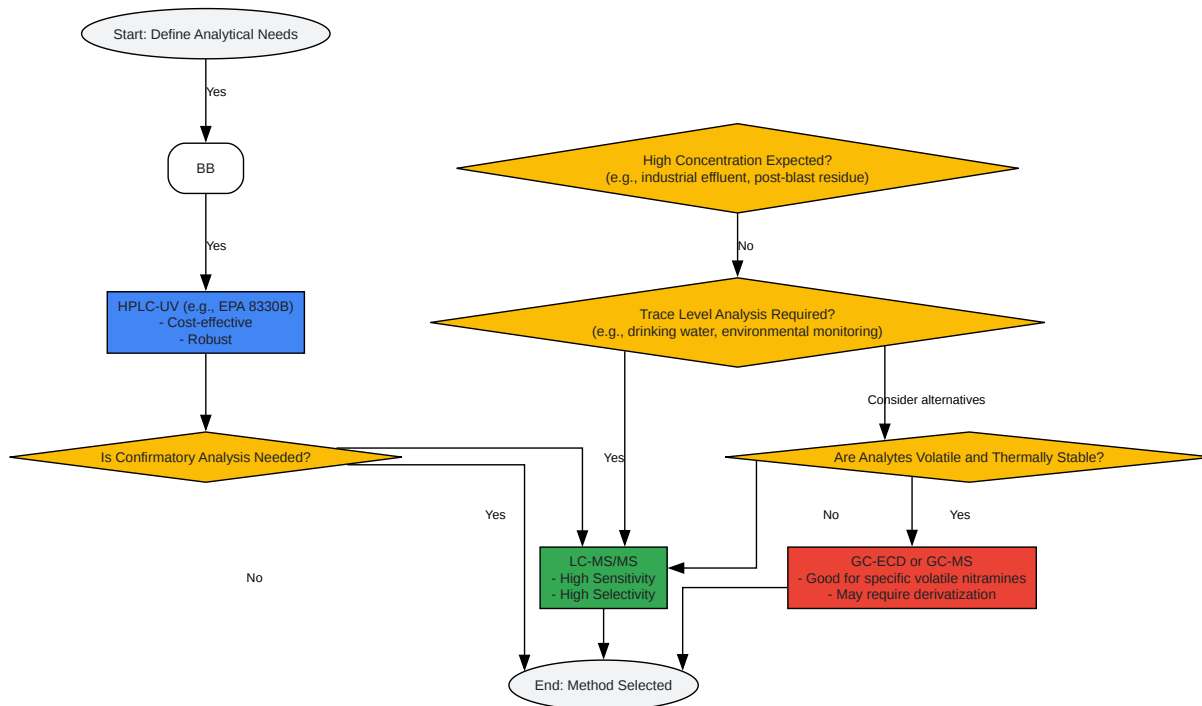 Start: Define Analytical Needs
Yes
BB
High Concentration Expected?
(e.g., industrial effluent, post-blast residue)
Yes
No
HPLC-UV (e.g., EPA 8330B)
- Cost-effective
- Robust
Trace Level Analysis Required?
(e.g., drinking water, environmental monitoring)
Consider alternatives
Is Confirmatory Analysis Needed?
Yes
Are Analytes Volatile and Thermally Stable?
Yes
No
Yes
LC-MS/MS
- High Sensitivity
- High Selectivity
GC-ECD or GC-MS
- Good for specific volatile nitramines
- May require derivatization
No
End: Method Selected